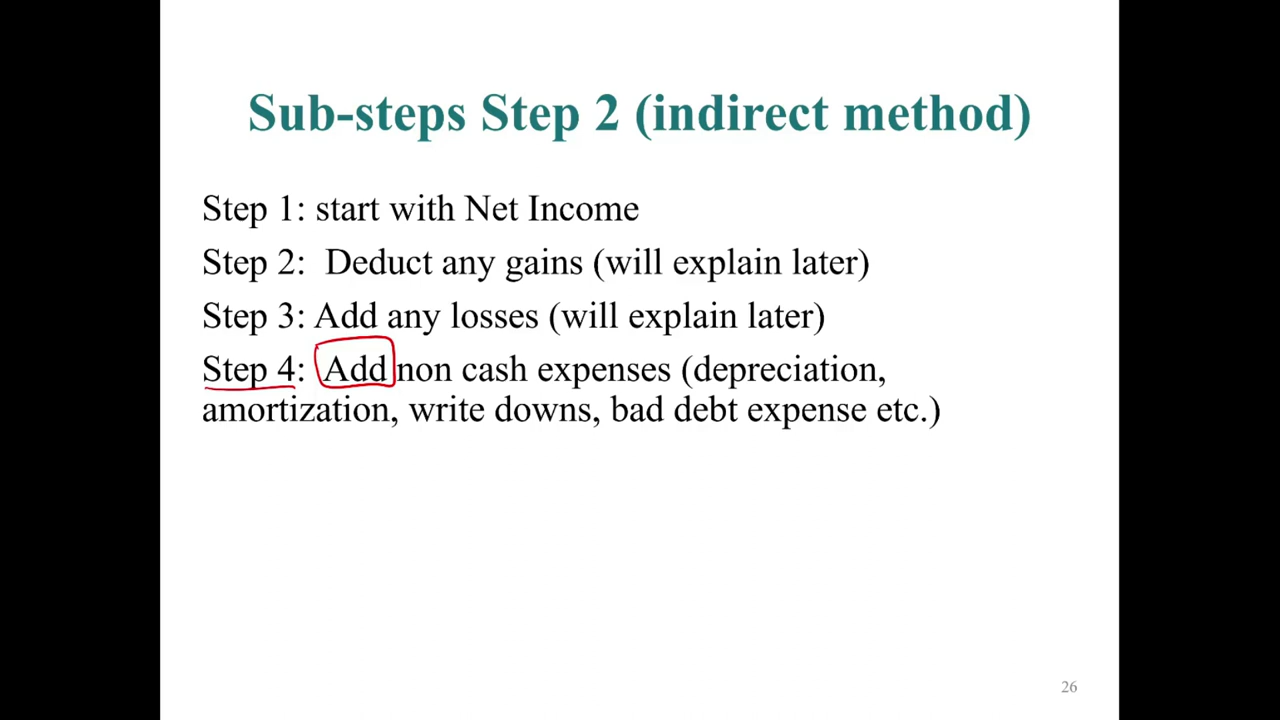 Sub-steps Step 2 (indirect method)
Step 1: start with Net Income
Step 2:  Deduct any gains (will explain later)
Step 3: Add any losses (will explain later)
Step 4:  Add non cash expenses (depreciation,
amortization, write downs, bad debt expense etc.)
26